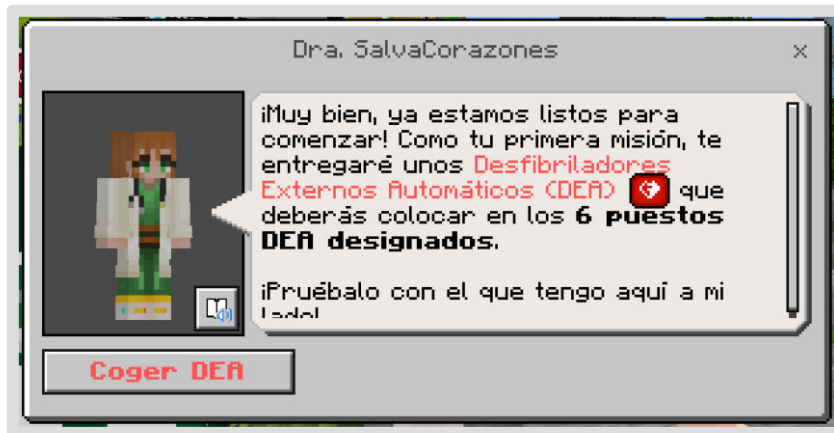 Dra. SalvaCorazones
x
¡Muy bien, ya estamos listos para
comenzar! Como tu primera misión, te
entregaré unos Desfibriladores
Externos Automáticos (DEA) que
deberás colocar en los 6 puestos
DEA designados.
¡Pruébalo con el que tengo aquí a mi
lado!
Coger DEA